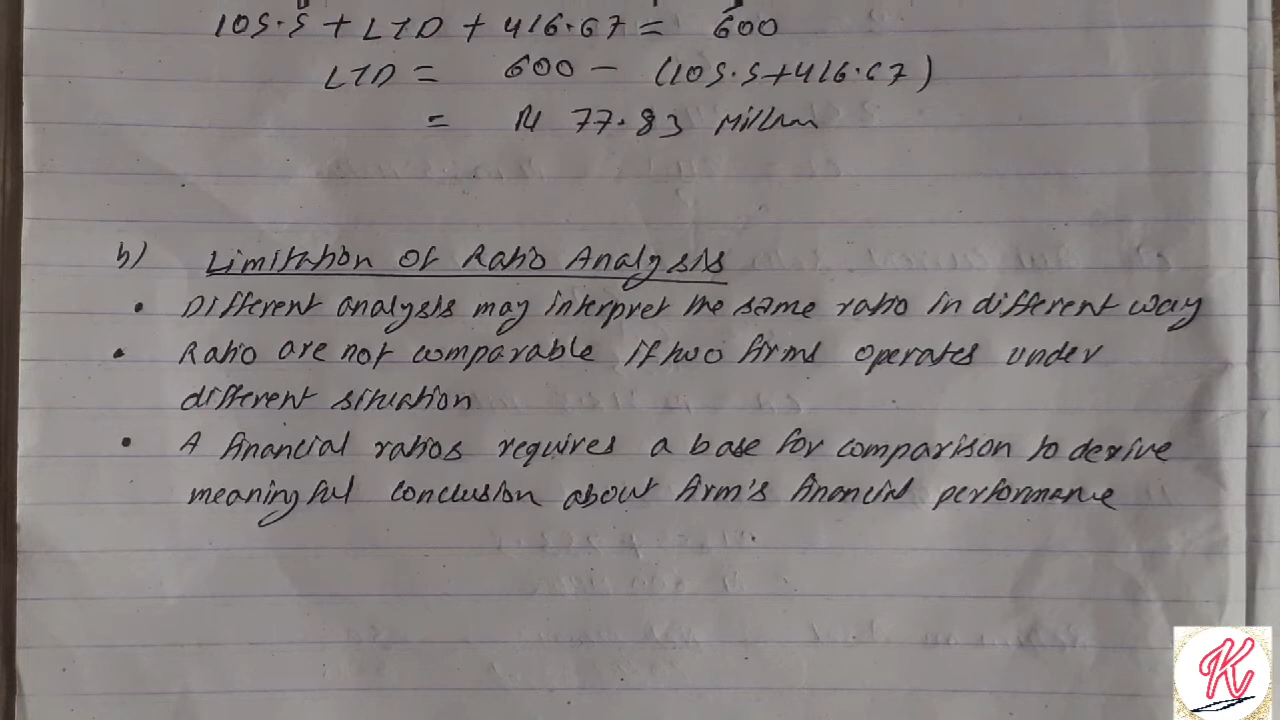 105.5 + LTD + 416.67 = 600
LTD = 600 - (105.5+416.67)
= Rs 77.83 Million
b) Limitation of Ratio Analysis
• Different analysis may interpret the same ratio in different way
• Ratio are not comparable if two firms operates under
different situation
• A financial ratios requires a base for comparison to derive
meaningful conclusion about firm's financial performance
K